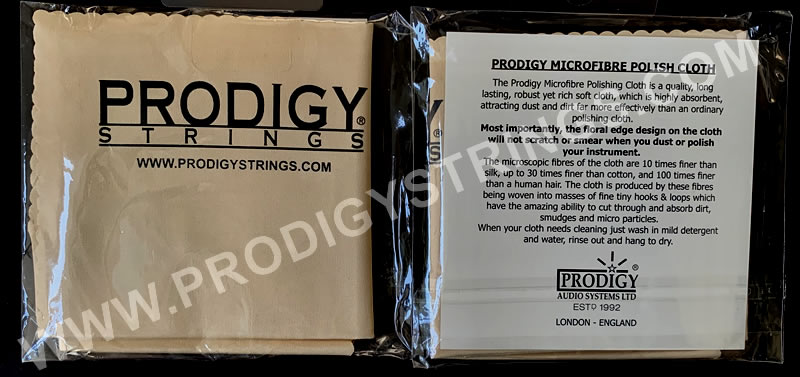 PRODIGY®
STRINGS
WWW.PRODIGYSTRINGS.COM
PRODIGY MICROFIBRE POLISH CLOTH
The Prodigy Microfibre Polishing Cloth is a quality, long
lasting, robust yet rich soft cloth, which is highly absorbent,
attracting dust and dirt far more effectively than an ordinary
polishing cloth.
Most importantly, the floral edge design on the cloth
will not scratch or smear when you dust or polish
your instrument.
The microscopic fibres of the cloth are 10 times finer than
silk, up to 30 times finer than cotton, and 100 times finer
than a human hair. The cloth is produced by these fibres
being woven into masses of fine tiny hooks & loops which
have the amazing ability to cut through and absorb dirt,
smudges and micro particles.
When your cloth needs cleaning just wash in mild detergent
and water, rinse out and hang to dry.
PRODIGY®
AUDIO SYSTEMS LTD
ESTD 1992
LONDON - ENGLAND
WWW.PRODIGYSTRINGS.COM